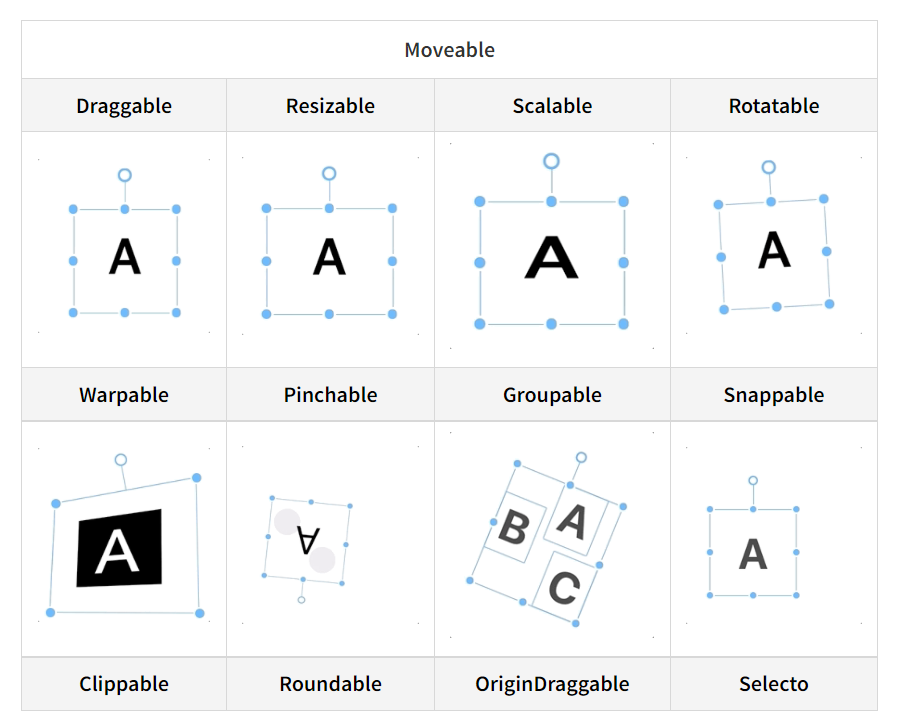 Moveable
Draggable Resizable Scalable Rotatable
A A A A
Warpable Pinchable Groupable Snappable
A A B A C A
Clippable Roundable OriginDraggable Selecto